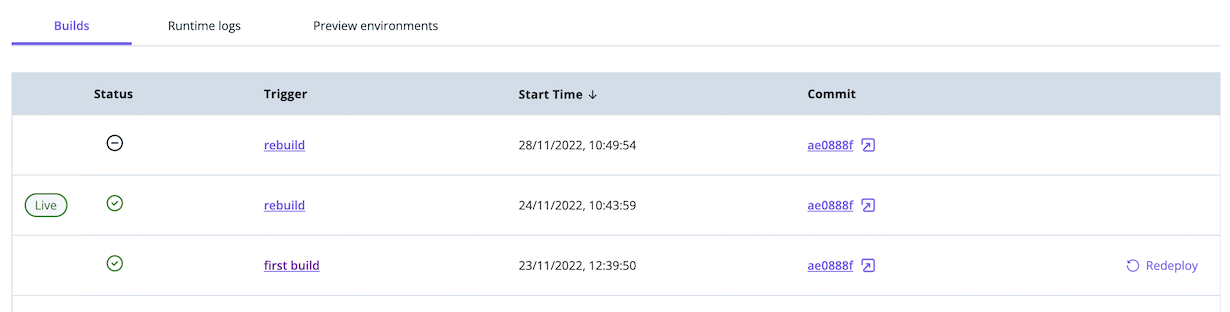 Builds Runtime logs Preview environments
Status Trigger Start Time Commit
rebuild 28/11/2022, 10:49:54 ae0888f
Live rebuild 24/11/2022, 10:43:59 ae0888f
first build 23/11/2022, 12:39:50 ae0888f Redeploy